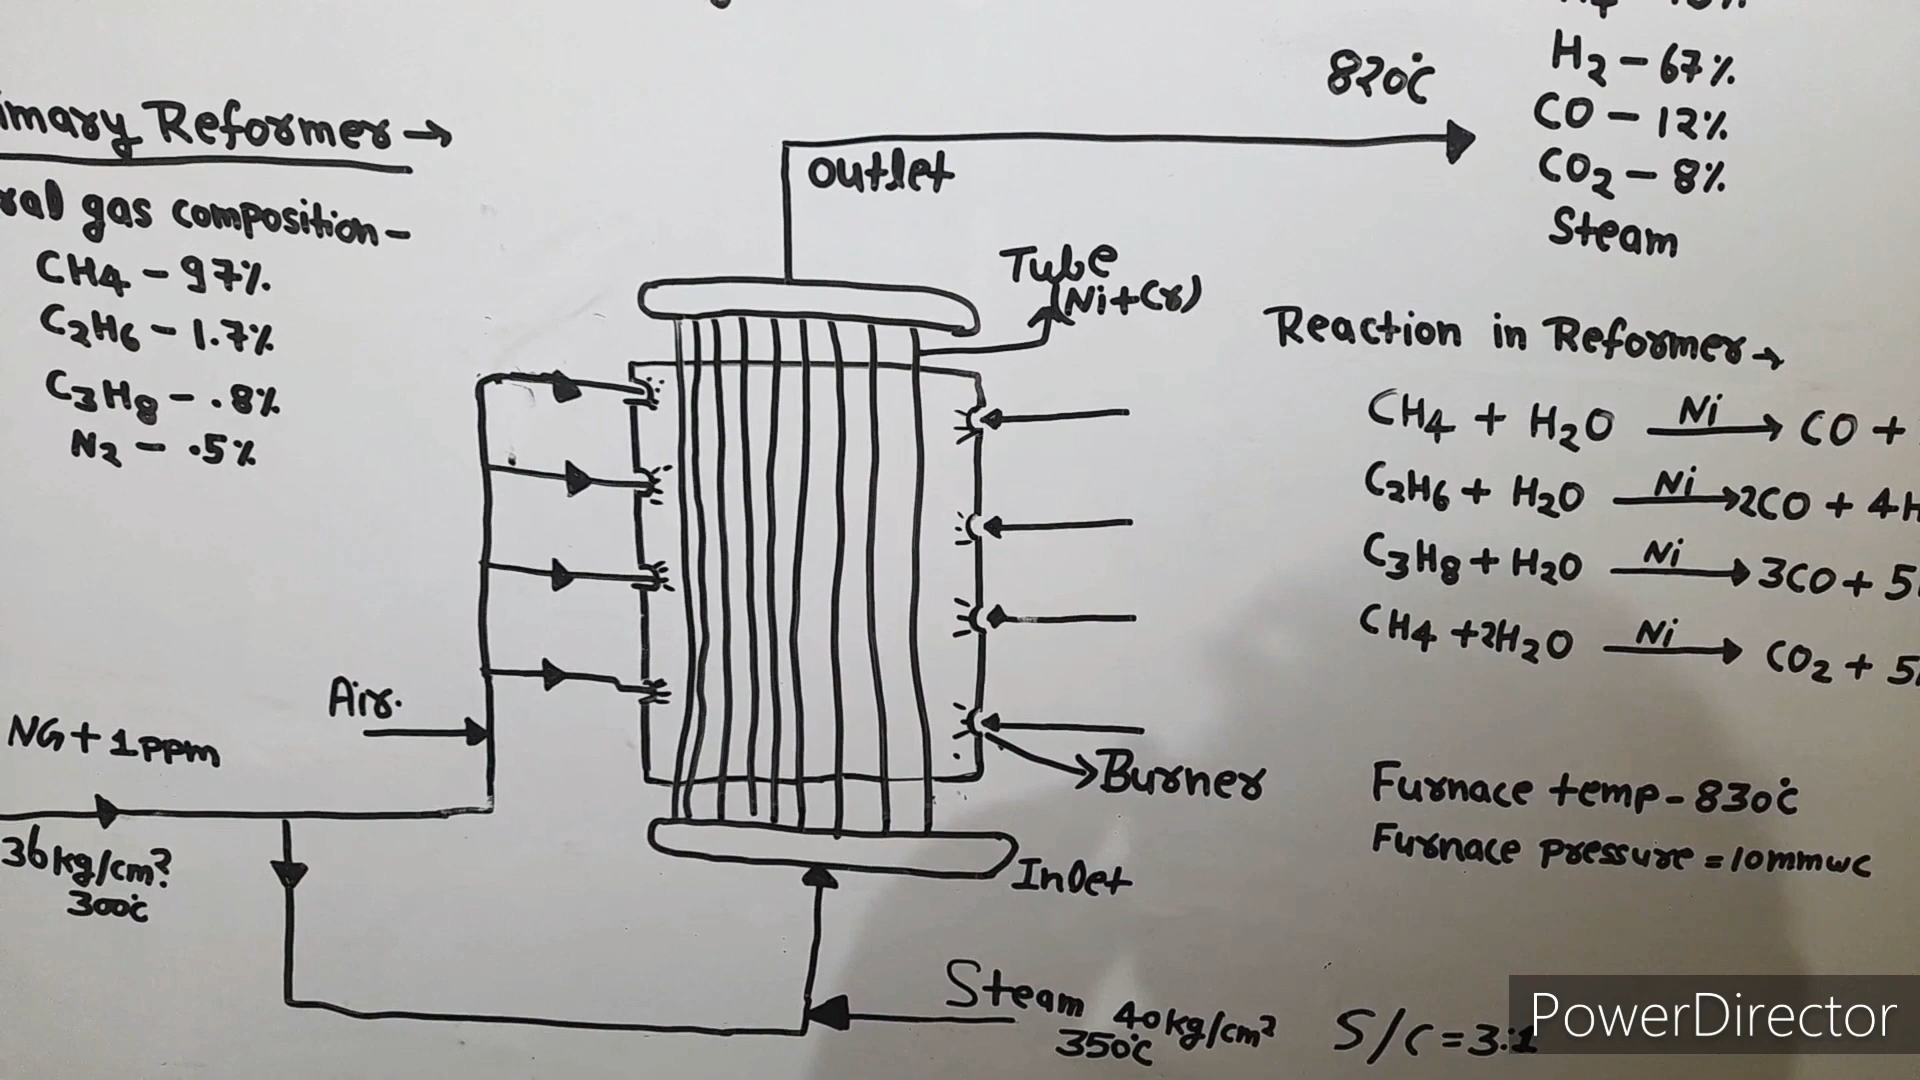 imary Reformer →
ral gas composition -
CH4 - 97%
C2H6 - 1.7%
C3H8 - .8%
N2 - .5%
NG + 1ppm
36 kg/cm²
300°C
Air.
Outlet
820°C
H2 - 67%
CO - 12%
CO2 - 8%
Steam
Tube
(Ni+Cr)
Reaction in Reformer →
CH4 + H2O Ni → CO +
C2H6 + H2O Ni → 2CO + 4H
C3H8 + H2O Ni → 3CO + 5
CH4 + 2H2O Ni → CO2 + 5
Burner
Inlet
Furnace temp - 830°C
Furnace pressure = 10mmwc
Steam 40kg/cm²
350°C
S/C = 3:1
PowerDirector